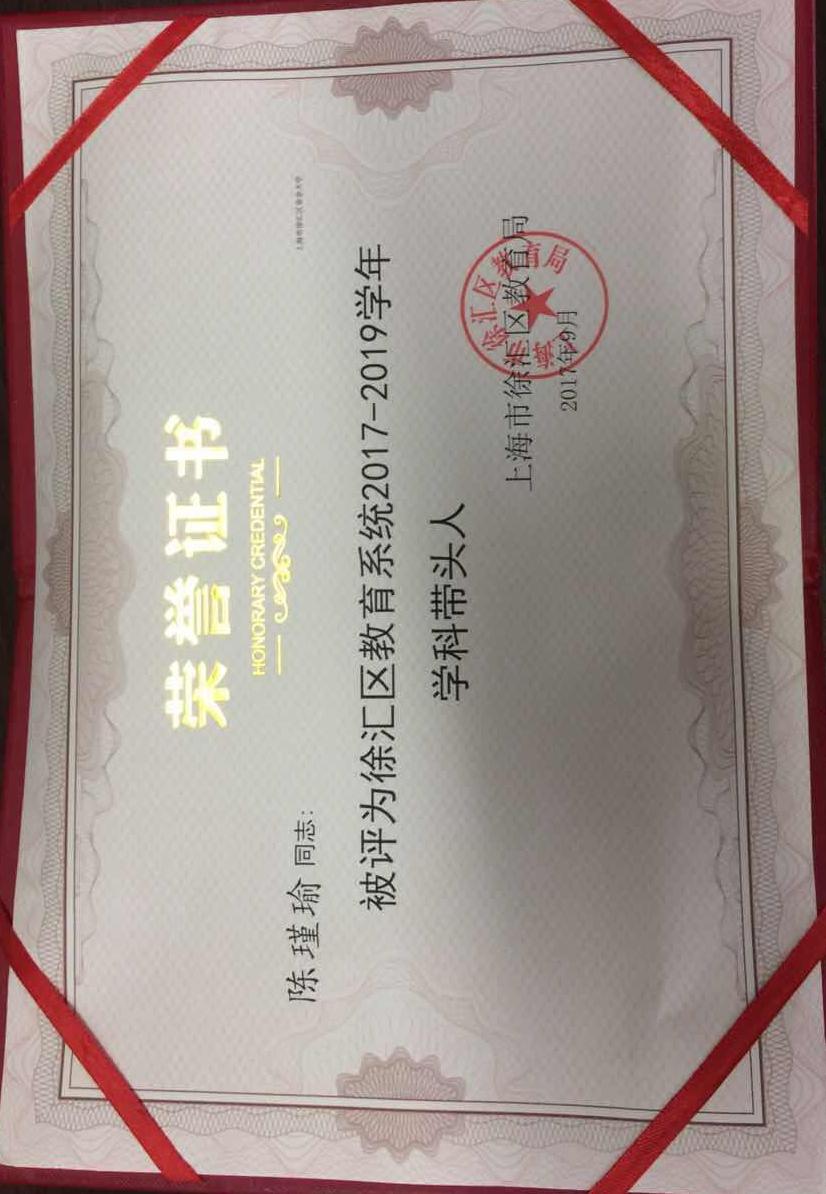 荣誉证书
HONORARY CREDENTIAL
陈瑾瑜 同志:
被评为徐汇区教育系统2017-2019学年
学科带头人
上海市徐汇区教育局
2017年9月